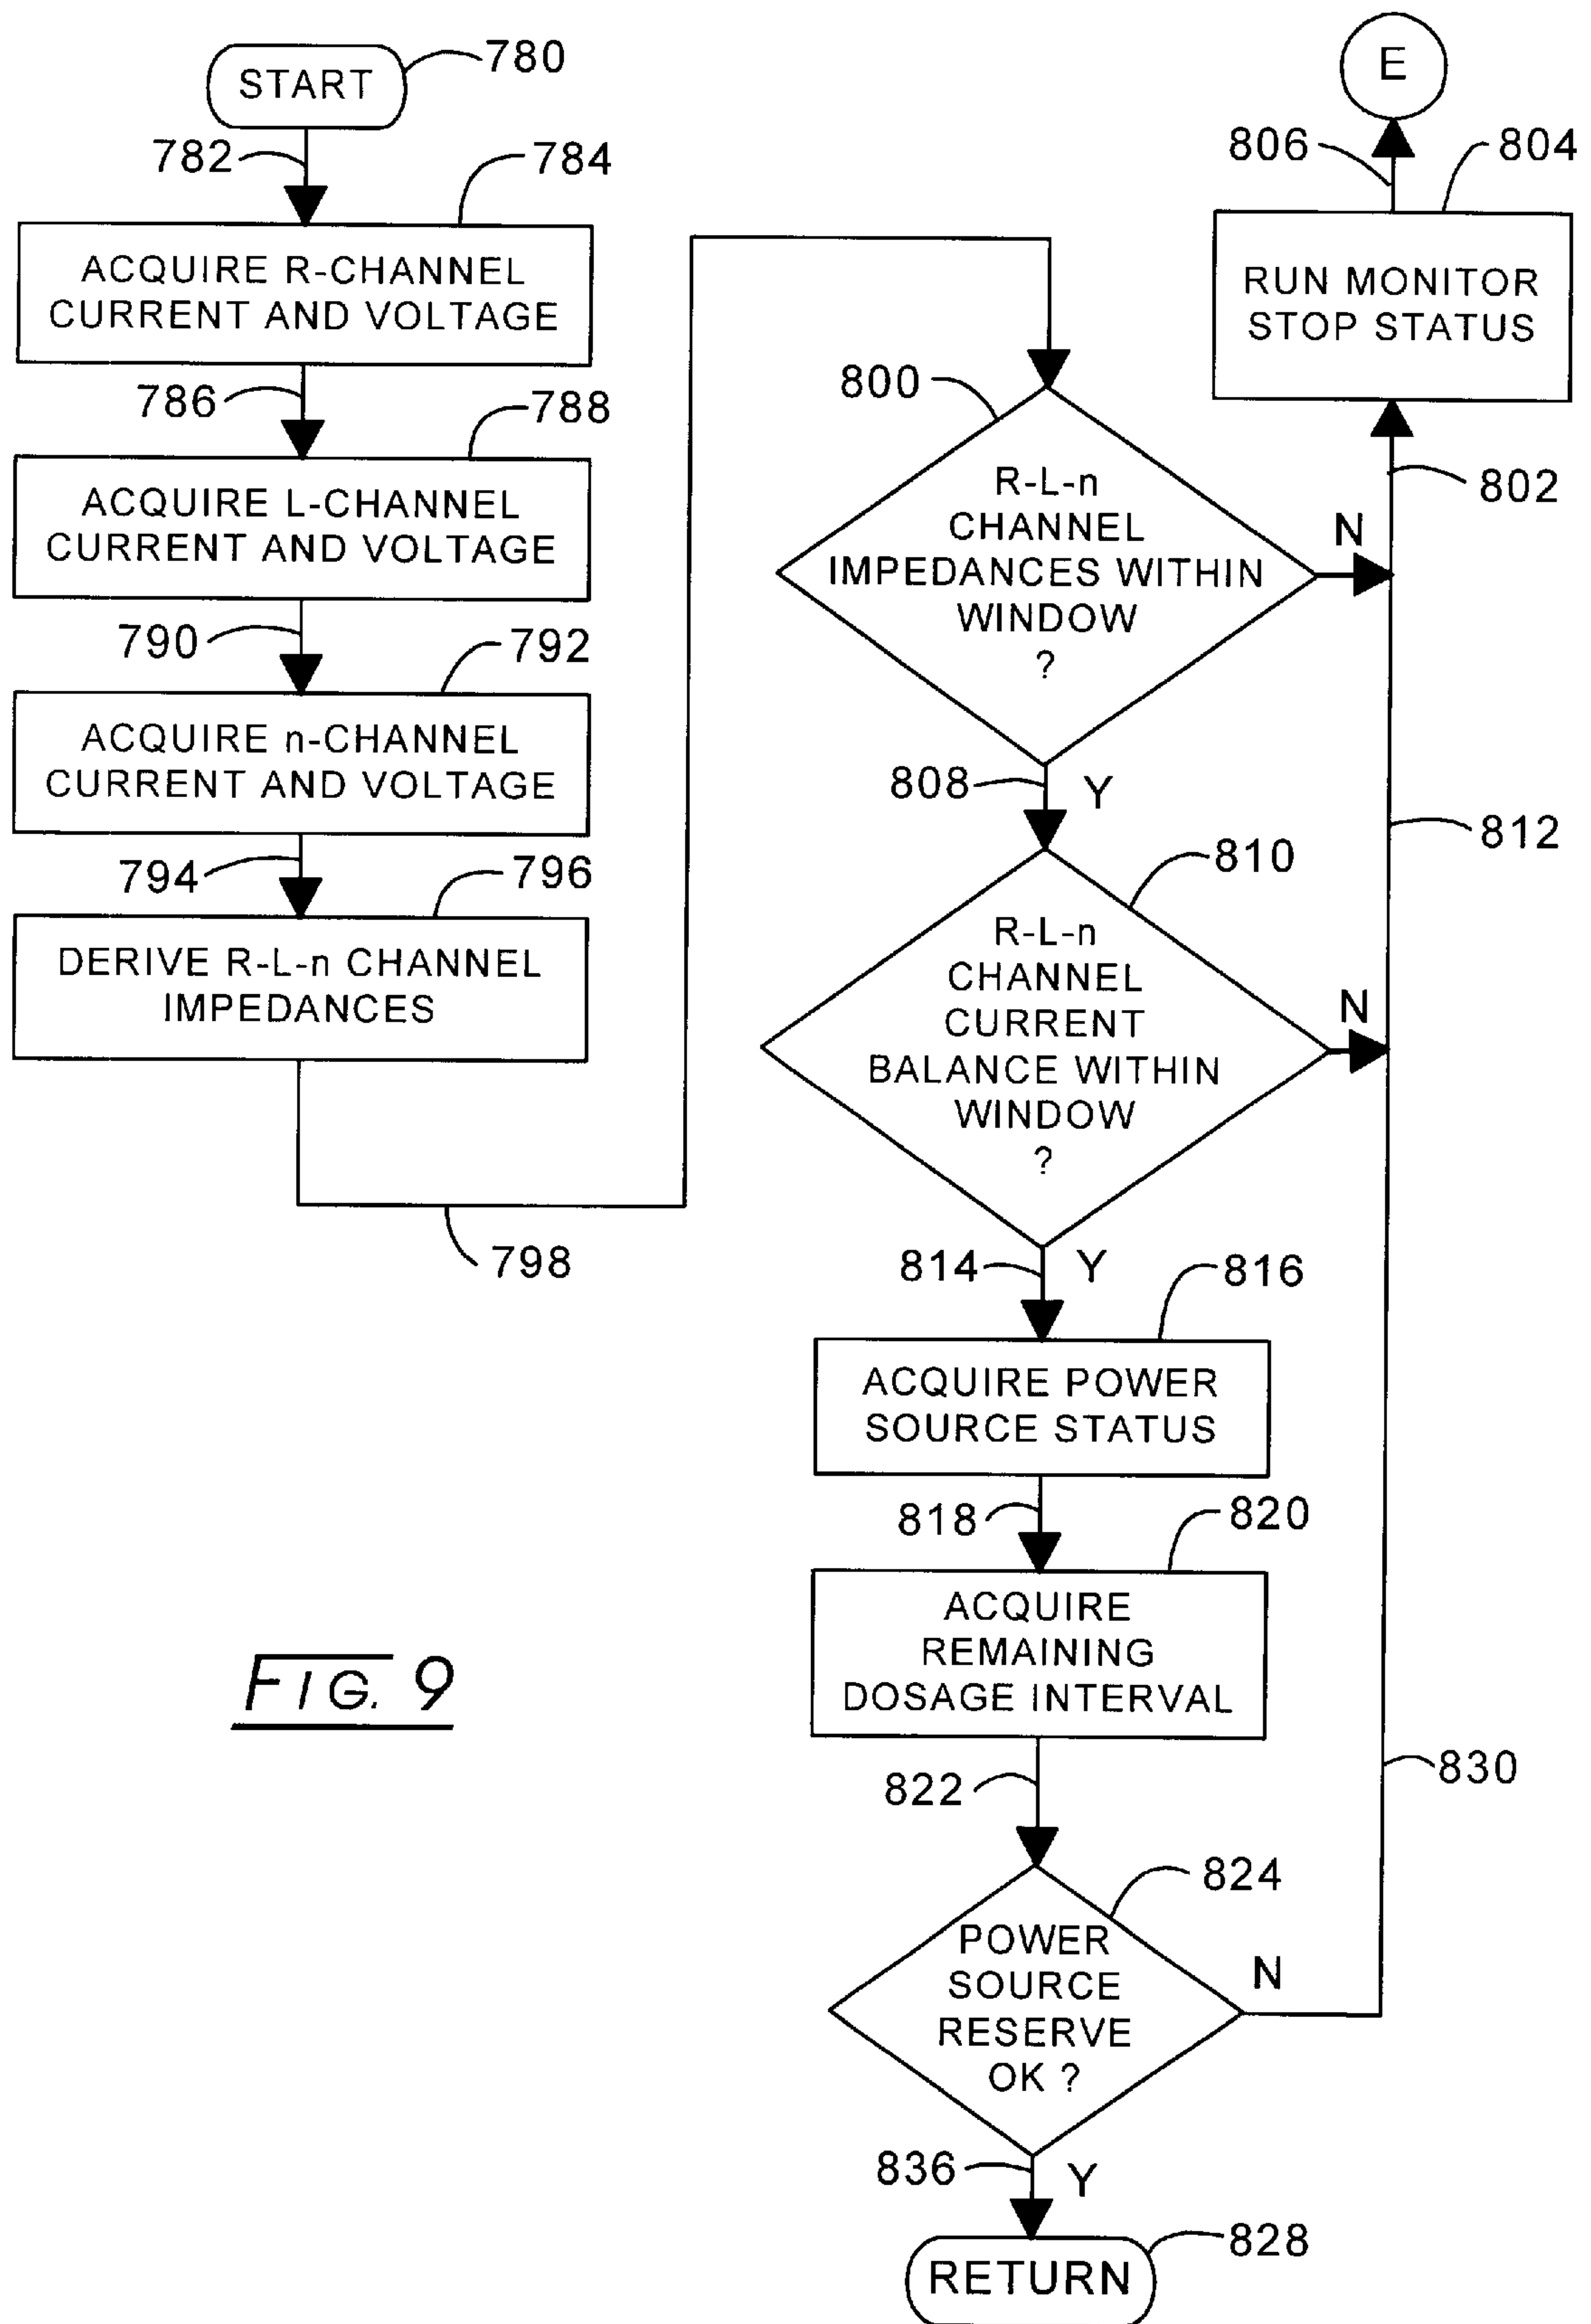 START
780
782
784
ACQUIRE R-CHANNEL
CURRENT AND VOLTAGE
786
788
ACQUIRE L-CHANNEL
CURRENT AND VOLTAGE
790
792
ACQUIRE n-CHANNEL
CURRENT AND VOLTAGE
794
796
DERIVE R-L-n CHANNEL
IMPEDANCES
798
800
R-L-n
CHANNEL
IMPEDANCES WITHIN
WINDOW
?
N
802
E
806
804
RUN MONITOR
STOP STATUS
808
Y
810
812
R-L-n
CHANNEL
CURRENT
BALANCE WITHIN
WINDOW
?
N
814
Y
816
ACQUIRE POWER
SOURCE STATUS
818
820
ACQUIRE
REMAINING
DOSAGE INTERVAL
822
830
824
POWER
SOURCE
RESERVE
OK ?
N
836
Y
828
RETURN
FIG. 9